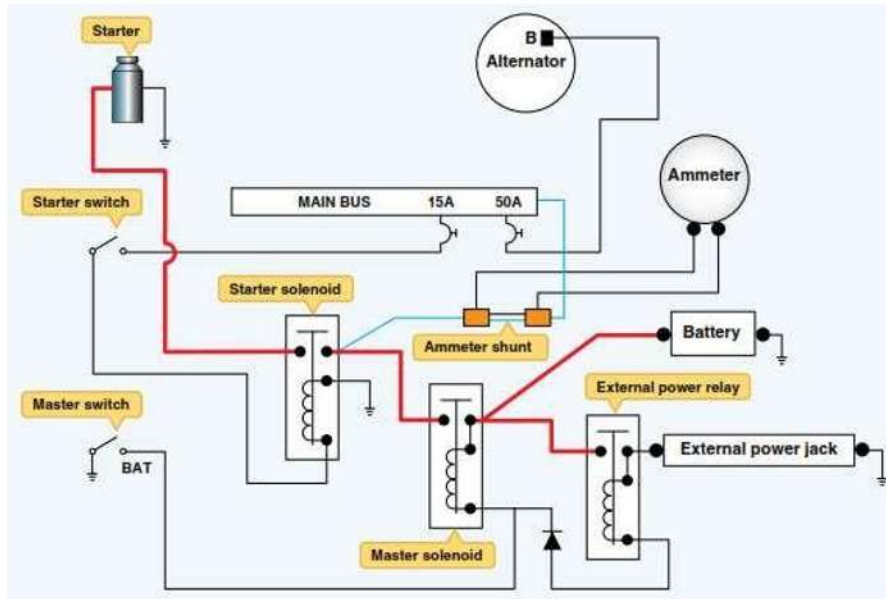 Starter
B
Alternator
Ammeter
Starter switch
MAIN BUS 15A 50A
Starter solenoid
Ammeter shunt
Battery
Master switch
External power relay
BAT
External power jack
Master solenoid